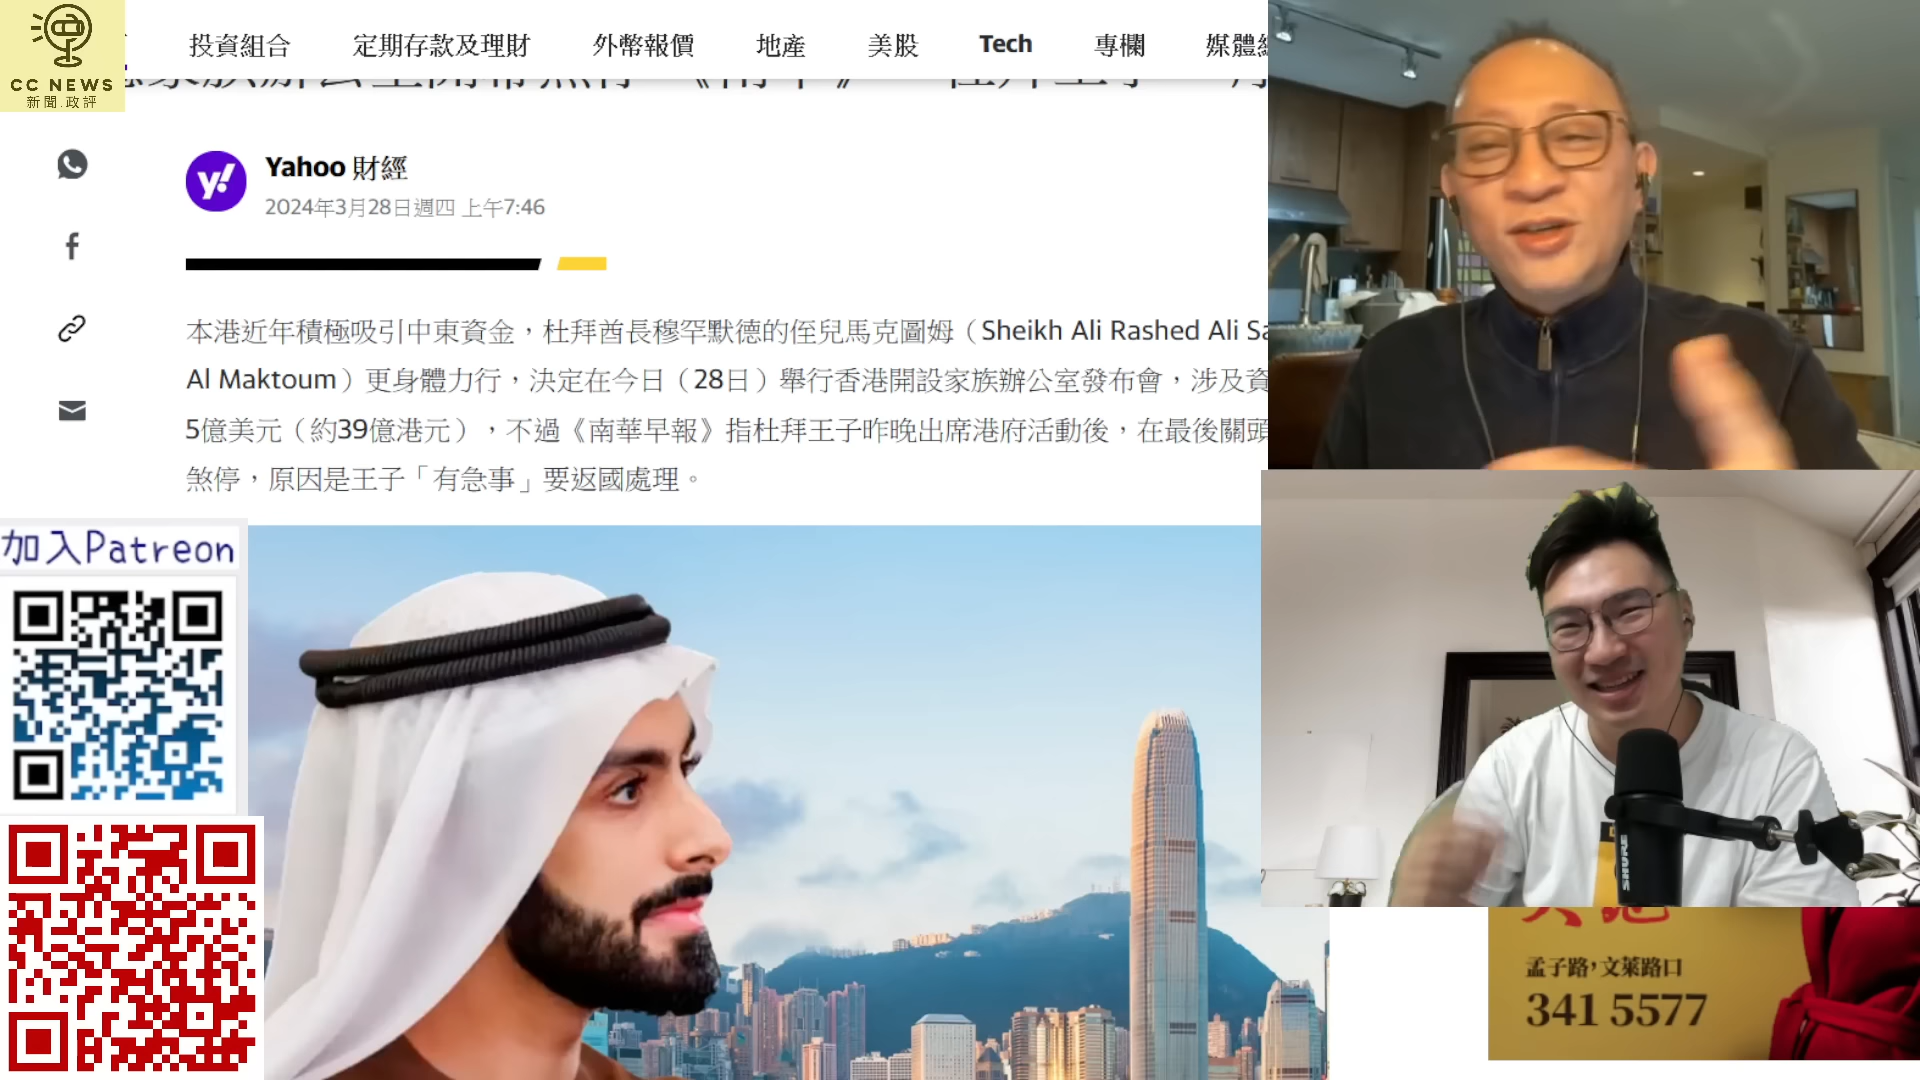 CC NEWS
新聞.政評
投資組合
定期存款及理財
外幣報價
地產
美股
Tech
專欄
媒體
y!
Yahoo 財經
2024年3月28日週四 上午7:46
本港近年積極吸引中東資金，杜拜酋長穆罕默德的侄兒馬克圖姆（Sheikh Ali Rashed Ali Sa
Al Maktoum）更身體力行，決定在今日（28日）舉行香港開設家族辦公室發布會，涉及資
5億美元（約39億港元），不過《南華早報》指杜拜王子昨晚出席港府活動後，在最後關頭
煞停，原因是王子「有急事」要返國處理。
加入Patreon
SHURE
孟子路，文萊路口
341 5577